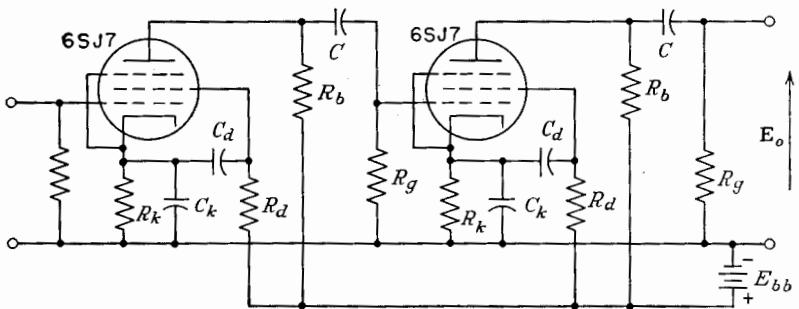 6SJ7
C
6SJ7
C
R_b
R_b
E_o
C_d
C_d
R_k
C_k
R_d
R_g
R_k
C_k
R_d
R_g
−
E_bb
+